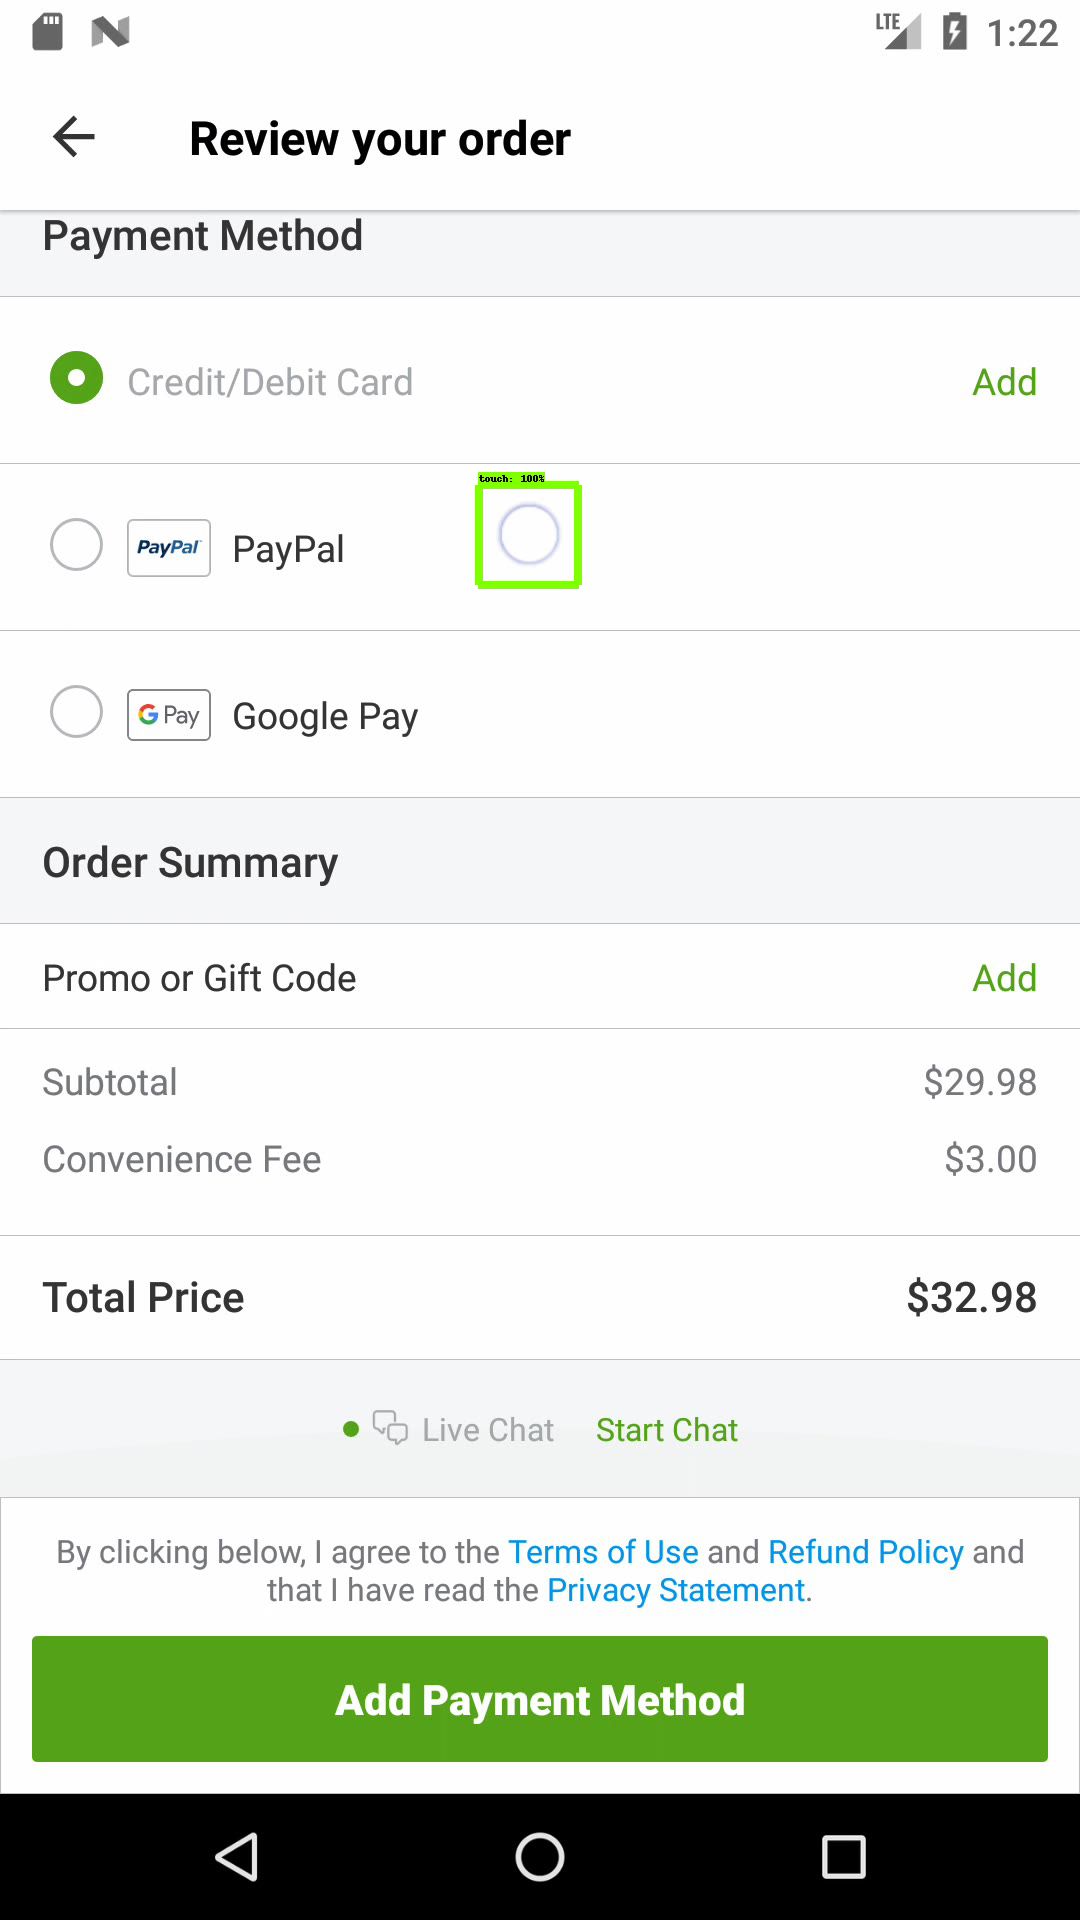 LTE 1:22
Review your order
Payment Method
Credit/Debit Card Add
touch: 100%
PayPal PayPal
G Pay Google Pay
Order Summary
Promo or Gift Code Add
Subtotal $29.98
Convenience Fee $3.00
Total Price $32.98
Live Chat Start Chat
By clicking below, I agree to the Terms of Use and Refund Policy and
that I have read the Privacy Statement.
Add Payment Method